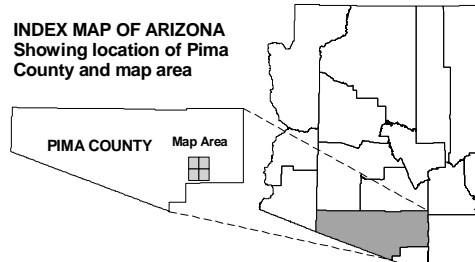 INDEX MAP OF ARIZONA
Showing location of Pima
County and map area
PIMA COUNTY
Map Area